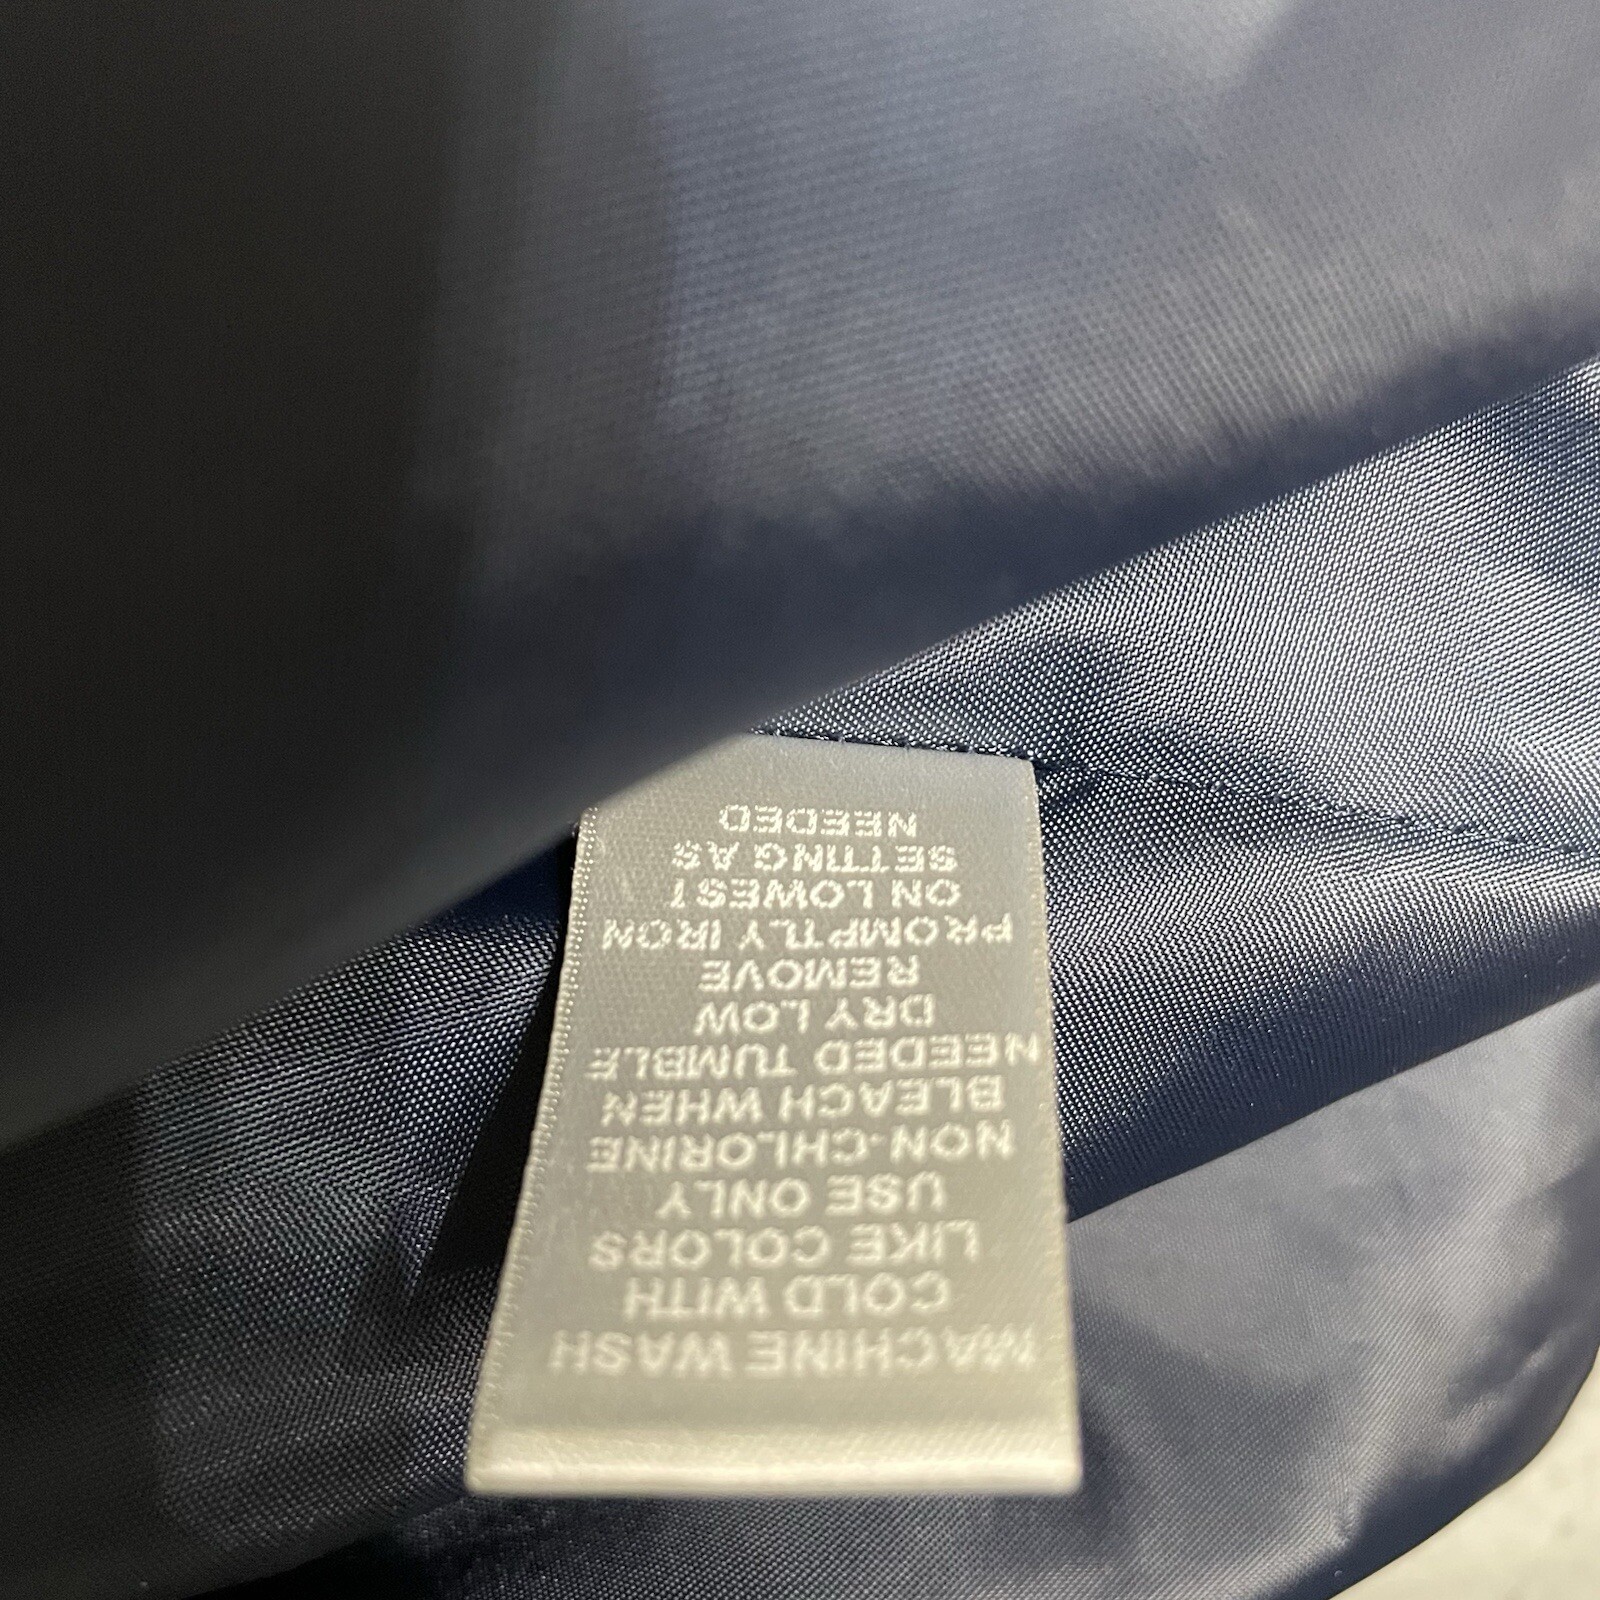 MACHINE WASH
COLD WITH
LIKE COLORS
USE ONLY
NON-CHLORINE
BLEACH WHEN
NEEDED TUMBLE
DRY LOW
REMOVE
PROMPTLY IRON
ON LOWEST
SETTING AS
NEEDED